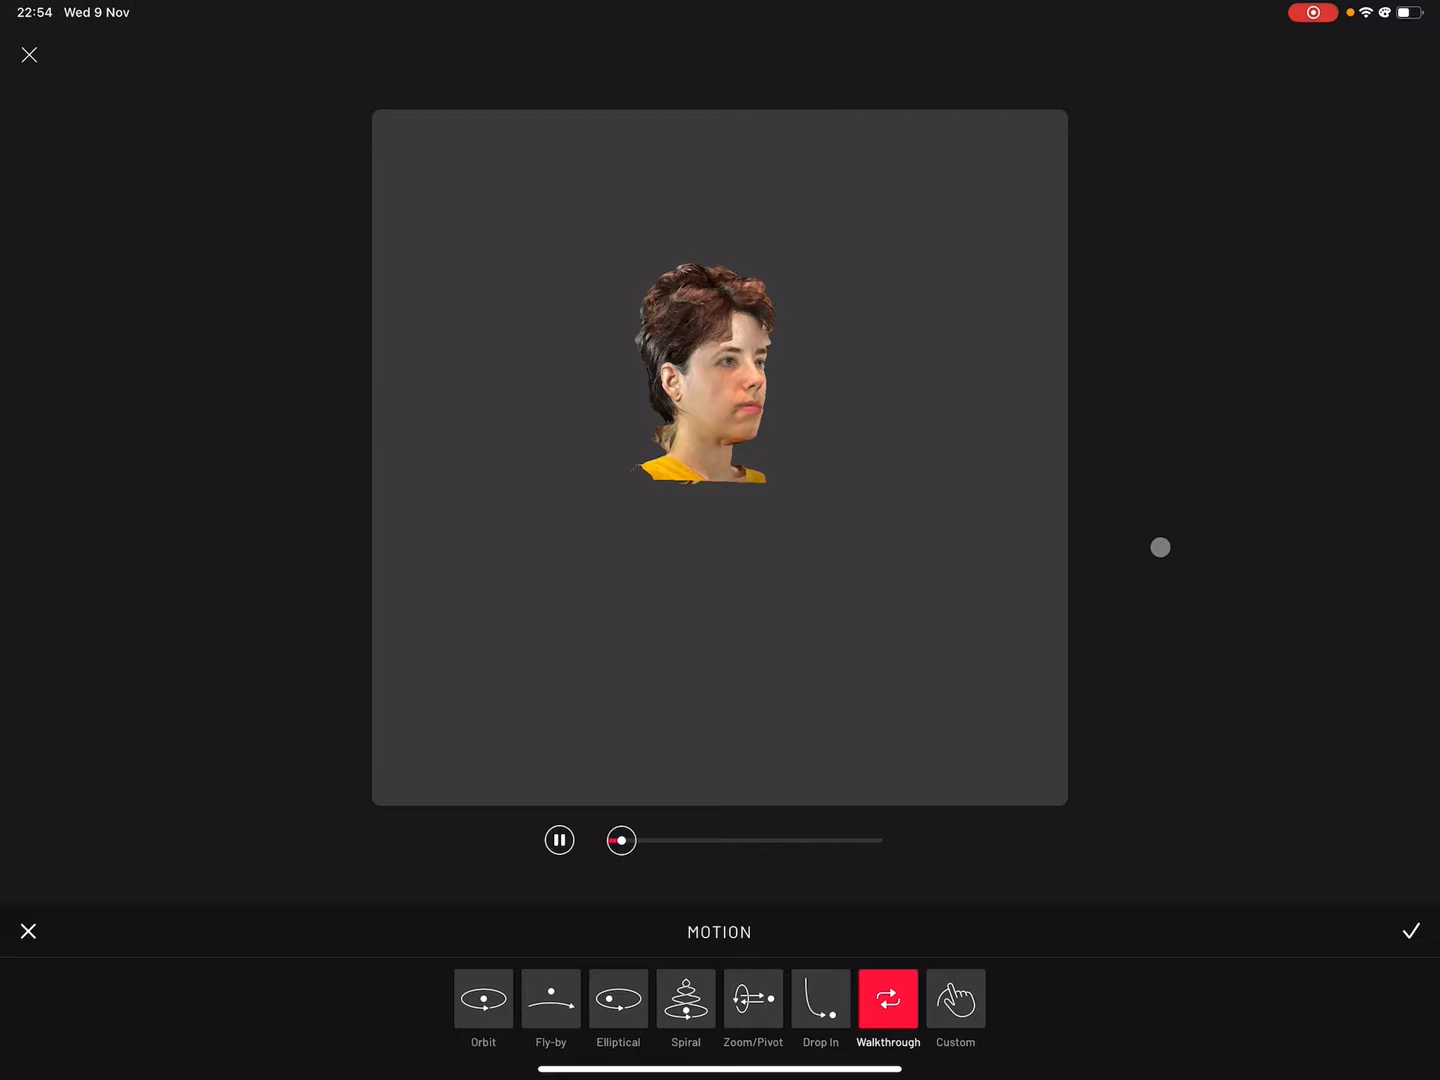 22:54 Wed 9 Nov
MOTION
Orbit
Fly-by
Elliptical
Spiral
Zoom/Pivot
Drop In
Walkthrough
Custom